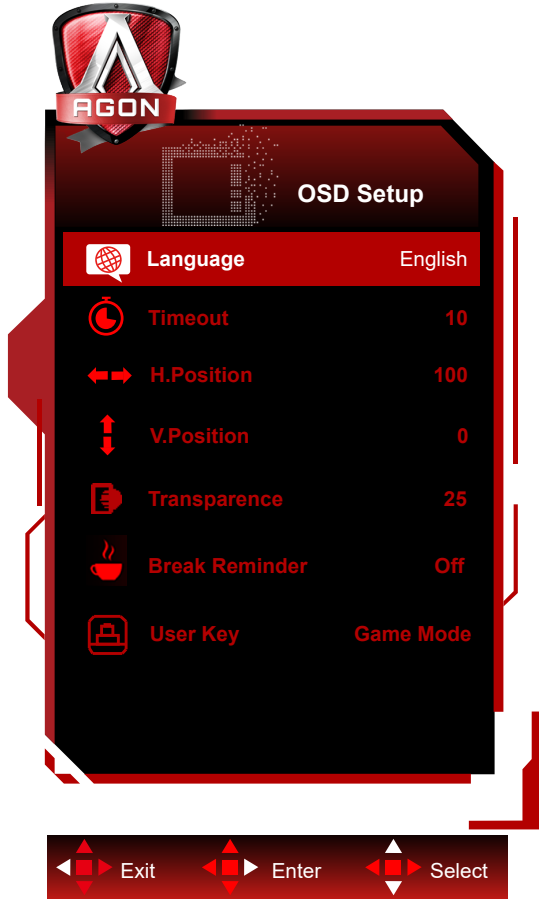 AGON
OSD Setup
Language English
Timeout 10
H.Position 100
V.Position 0
Transparence 25
Break Reminder Off
User Key Game Mode
Exit Enter Select